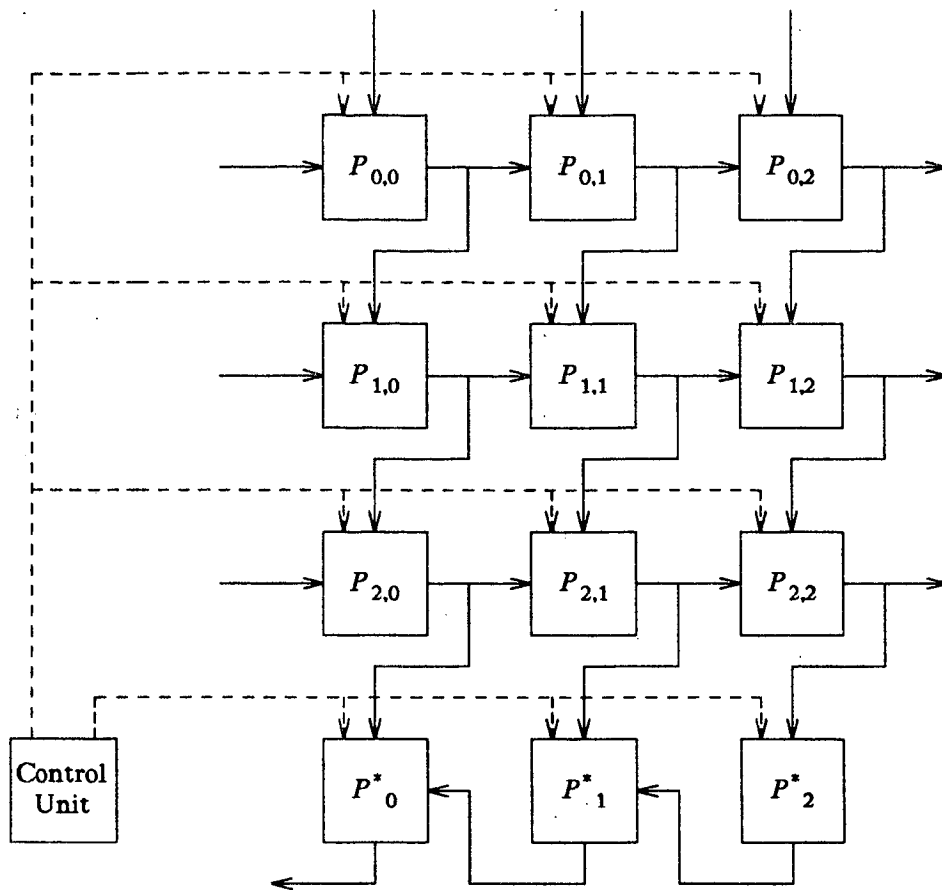 P0,0 P0,1 P0,2
P1,0 P1,1 P1,2
P2,0 P2,1 P2,2
Control
Unit
P*0 P*1 P*2